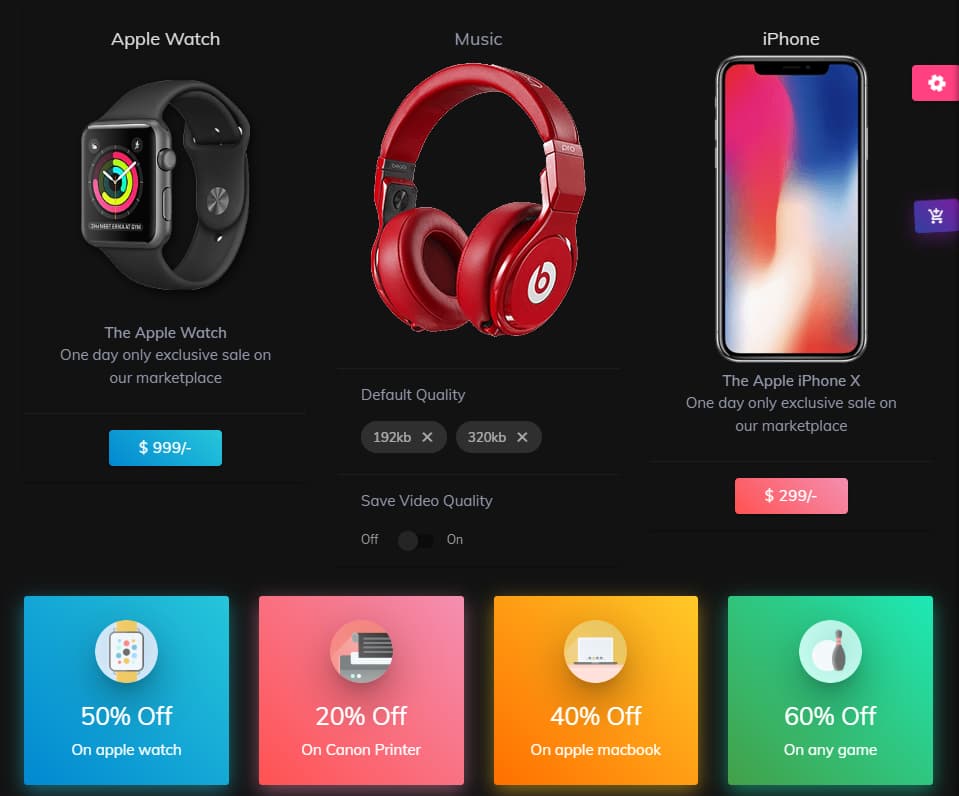 Apple Watch
The Apple Watch
One day only exclusive sale on
our marketplace
$ 999/-
Music
beats
pro
b
Default Quality
192kb ✕ 320kb ✕
Save Video Quality
Off On
iPhone
The Apple iPhone X
One day only exclusive sale on
our marketplace
$ 299/-
50% Off
On apple watch
20% Off
On Canon Printer
40% Off
On apple macbook
60% Off
On any game